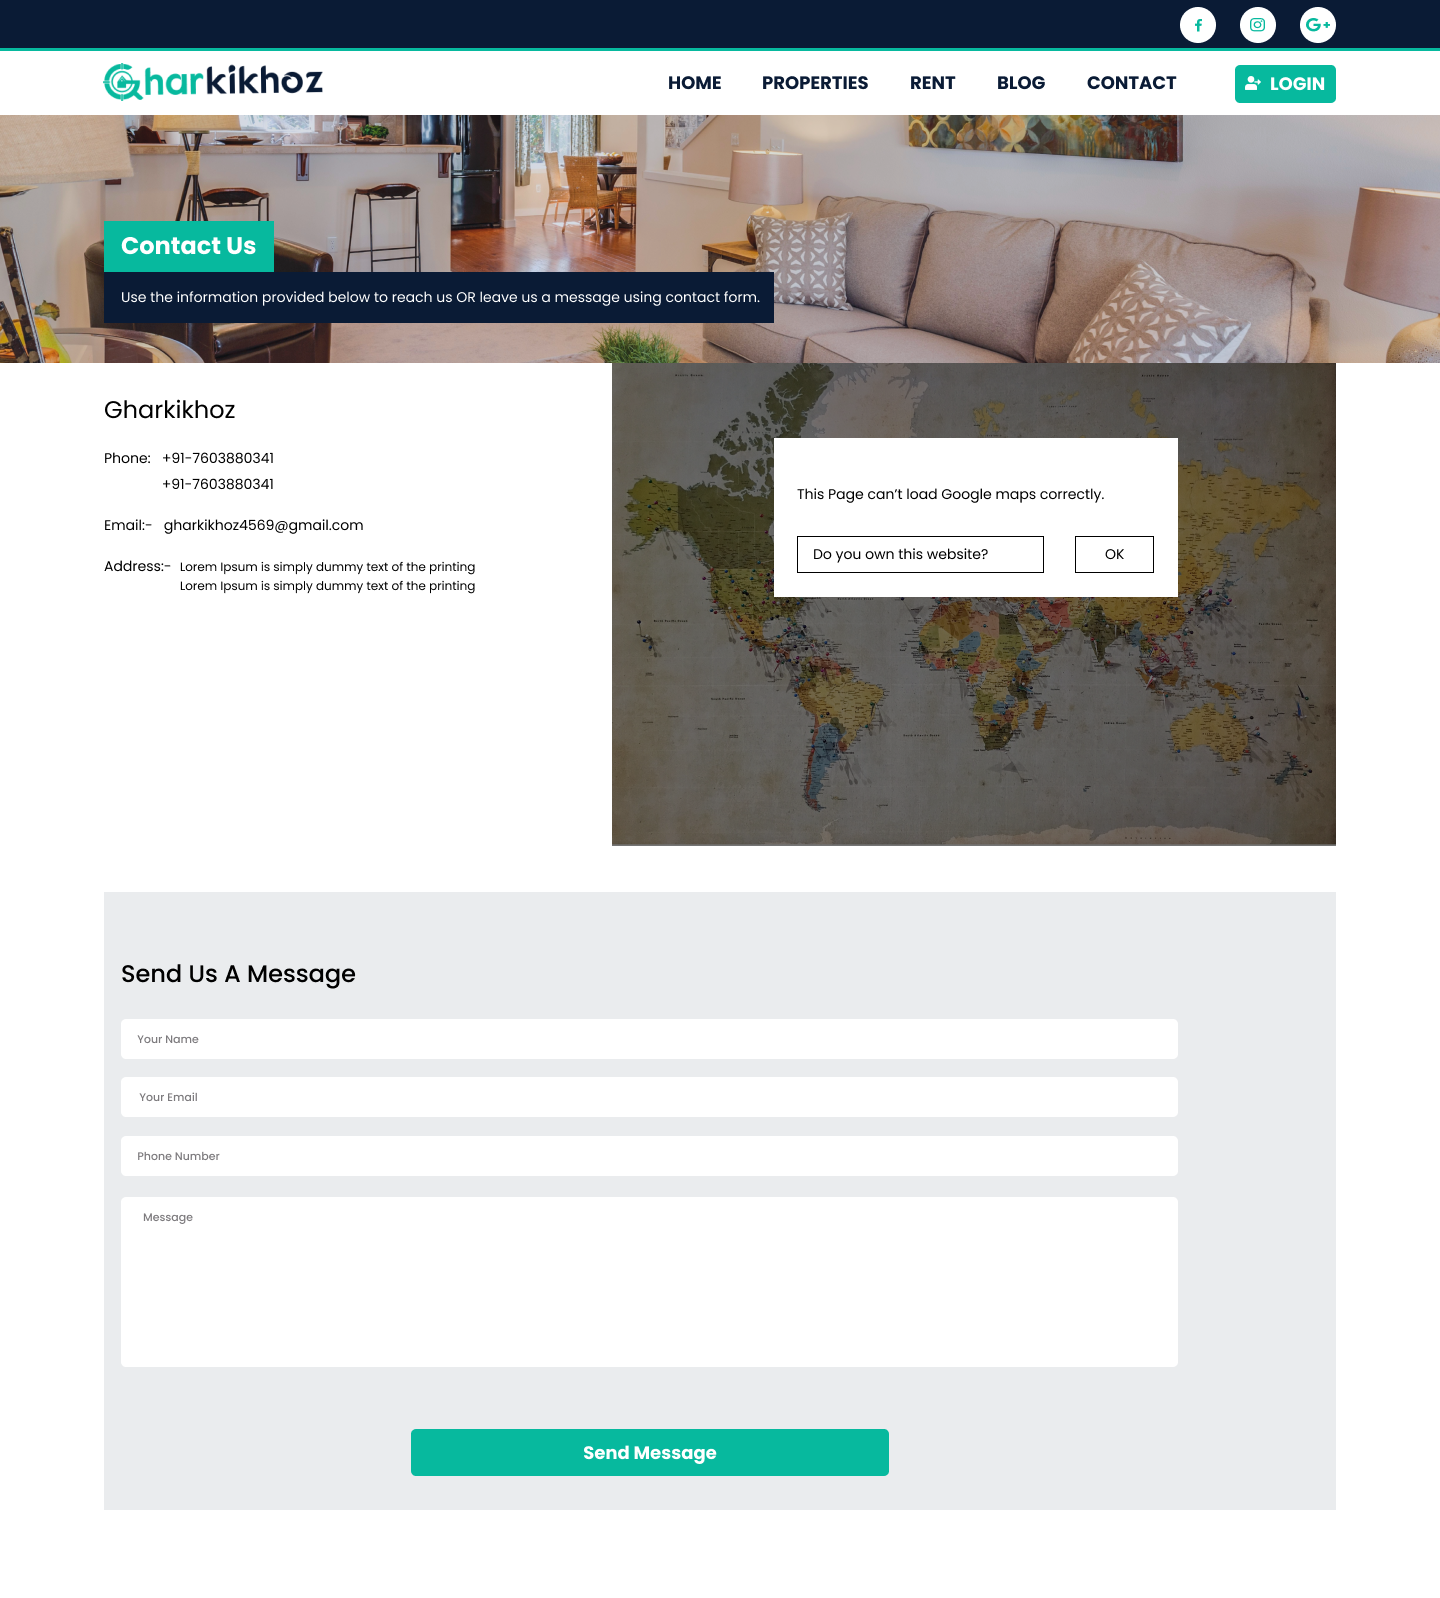 Gharkikhoz
HOME PROPERTIES RENT BLOG CONTACT LOGIN
Contact Us
Use the information provided below to reach us OR leave us a message using contact form.
Gharkikhoz
Phone: +91-7603880341
+91-7603880341
Email:- gharkikhoz4569@gmail.com
Address:- Lorem Ipsum is simply dummy text of the printing
Lorem Ipsum is simply dummy text of the printing
This Page can’t load Google maps correctly.
Do you own this website? OK
Send Us A Message
Your Name
Your Email
Phone Number
Message
Send Message